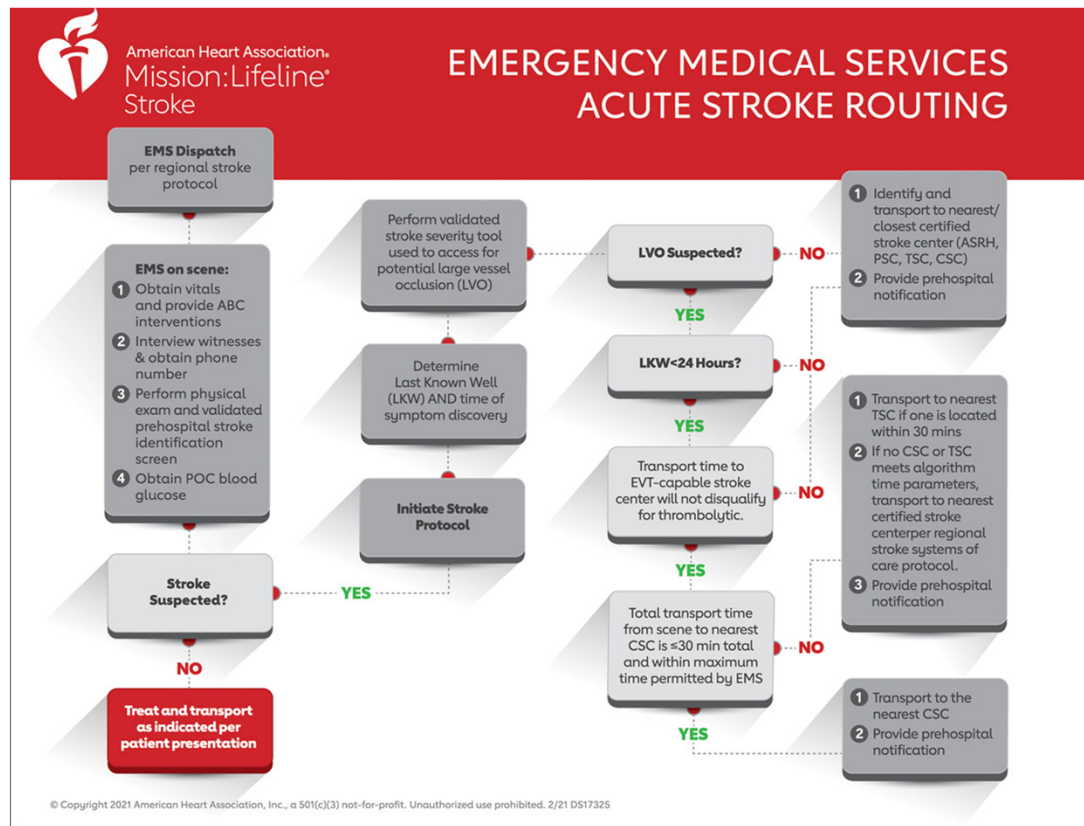 American Heart Association®
Mission:Lifeline®
Stroke
EMERGENCY MEDICAL SERVICES
ACUTE STROKE ROUTING
EMS Dispatch
per regional stroke
protocol
EMS on scene:
1 Obtain vitals
and provide ABC
interventions
2 Interview witnesses
& obtain phone
number
3 Perform physical
exam and validated
prehospital stroke
identification
screen
4 Obtain POC blood
glucose
Stroke
Suspected?
NO
Treat and transport
as indicated per
patient presentation
YES
Initiate Stroke
Protocol
Determine
Last Known Well
(LKW) AND time of
symptom discovery
Perform validated
stroke severity tool
used to access for
potential large vessel
occlusion (LVO)
LVO Suspected?
NO
1 Identify and
transport to nearest/
closest certified
stroke center (ASRH,
PSC, TSC, CSC)
2 Provide prehospital
notification
YES
LKW<24 Hours?
NO
YES
Transport time to
EVT-capable stroke
center will not disqualify
for thrombolytic.
NO
YES
Total transport time
from scene to nearest
CSC is ≤30 min total
and within maximum
time permitted by EMS
NO
1 Transport to nearest
TSC if one is located
within 30 mins
2 If no CSC or TSC
meets algorithm
time parameters,
transport to nearest
certified stroke
centerper regional
stroke systems of
care protocol.
3 Provide prehospital
notification
YES
1 Transport to the
nearest CSC
2 Provide prehospital
notification
© Copyright 2021 American Heart Association, Inc., a 501(c)(3) not-for-profit. Unauthorized use prohibited. 2/21 DS17325